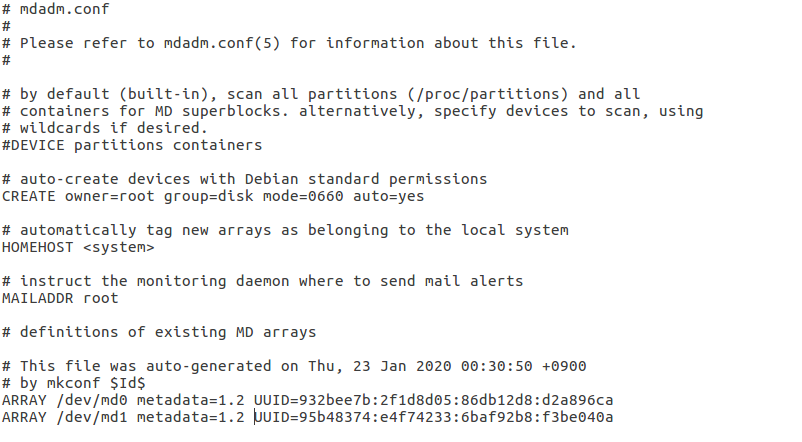 # mdadm.conf
#
# Please refer to mdadm.conf(5) for information about this file.
#
# by default (built-in), scan all partitions (/proc/partitions) and all
# containers for MD superblocks. alternatively, specify devices to scan, using
# wildcards if desired.
#DEVICE partitions containers
# auto-create devices with Debian standard permissions
CREATE owner=root group=disk mode=0660 auto=yes
# automatically tag new arrays as belonging to the local system
HOMEHOST <system>
# instruct the monitoring daemon where to send mail alerts
MAILADDR root
# definitions of existing MD arrays
# This file was auto-generated on Thu, 23 Jan 2020 00:30:50 +0900
# by mkconf $Id$
ARRAY /dev/md0 metadata=1.2 UUID=932bee7b:2f1d8d05:86db12d8:d2a896ca
ARRAY /dev/md1 metadata=1.2 UUID=95b48374:e4f74233:6baf92b8:f3be040a